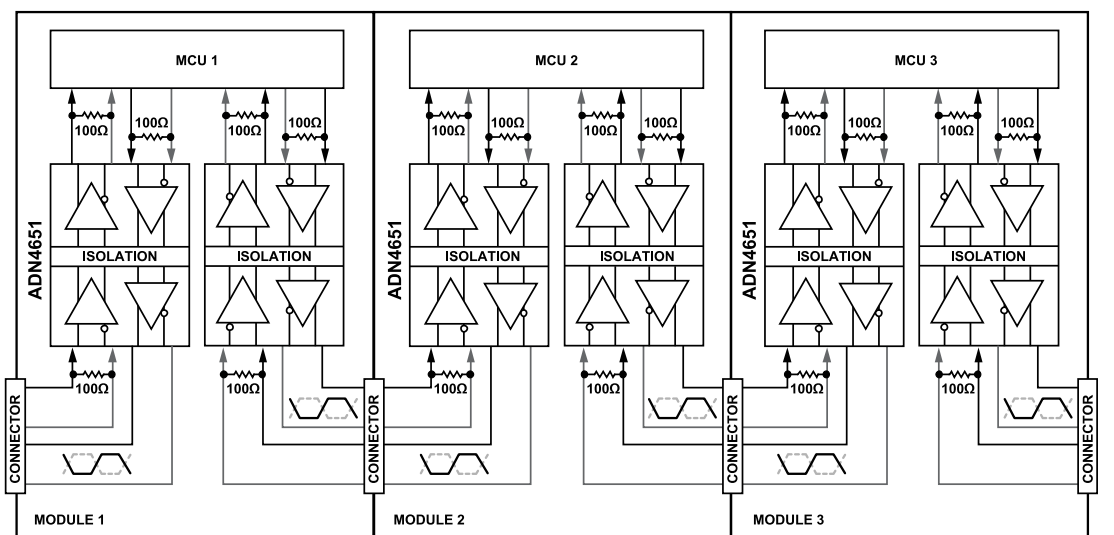 MCU 1
MCU 2
MCU 3
100Ω
100Ω
100Ω
100Ω
100Ω
100Ω
100Ω
100Ω
100Ω
100Ω
100Ω
100Ω
ADN4651
ISOLATION
ISOLATION
ADN4651
ISOLATION
ISOLATION
ADN4651
ISOLATION
ISOLATION
100Ω
100Ω
100Ω
100Ω
100Ω
100Ω
CONNECTOR
CONNECTOR
CONNECTOR
CONNECTOR
MODULE 1
MODULE 2
MODULE 3